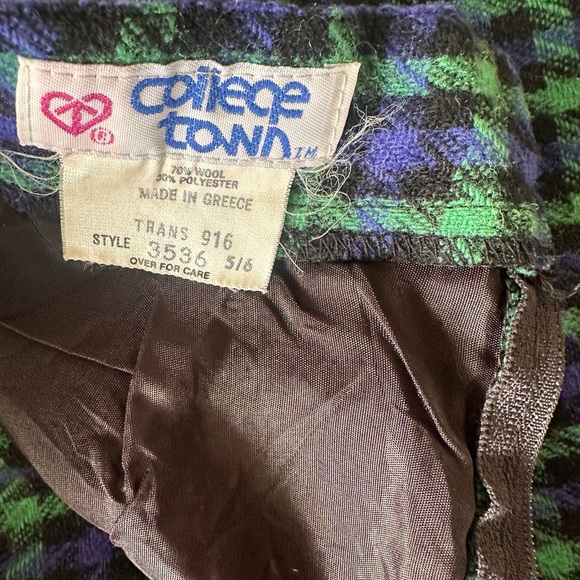 college
town TM
®
70% WOOL
30% POLYESTER
MADE IN GREECE
TRANS 916
STYLE 3536 5/6
OVER FOR CARE